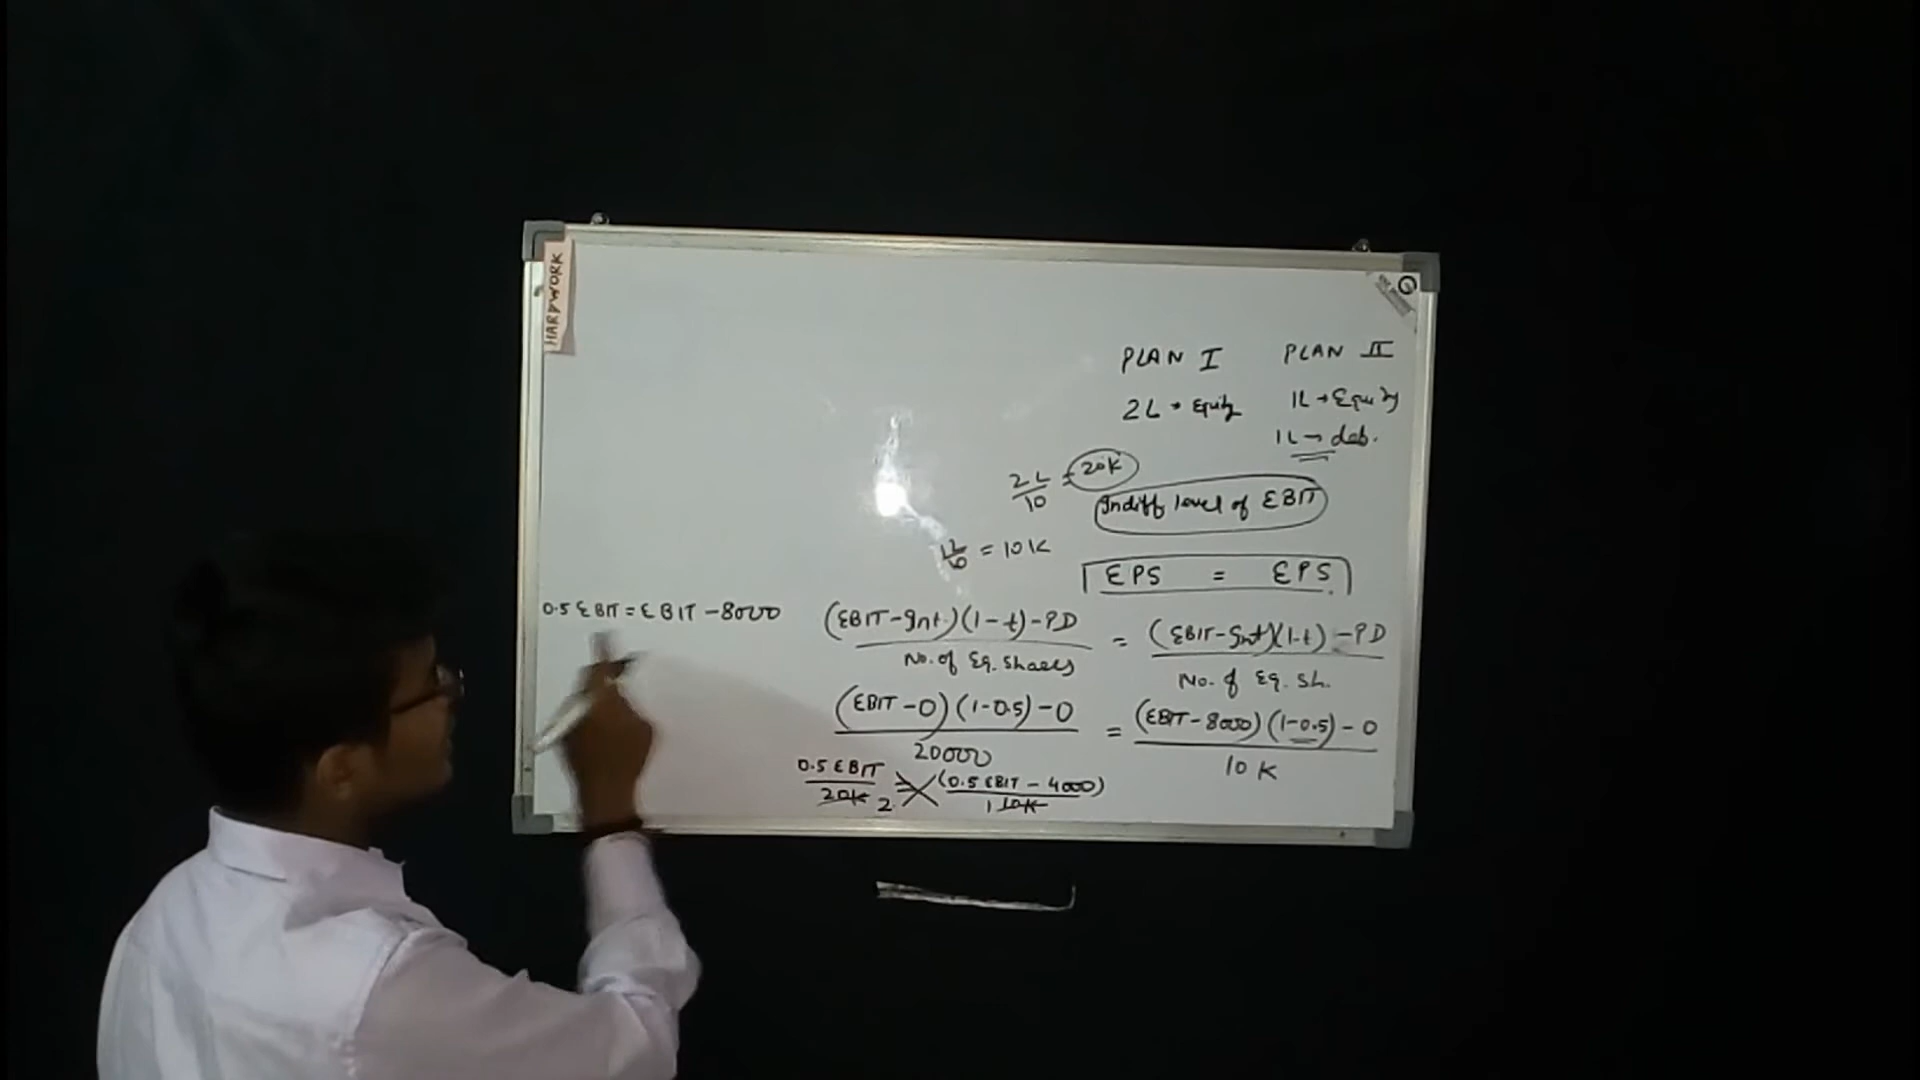 HARDWORK
PLAN I PLAN II
2L → Equity 1L → Equity
1L → deb.
2L/10 = 20K
Indiff level of EBIT
1L/10 = 10K
EPS = EPS
0.5 EBIT = EBIT - 8000
(EBIT - Int.)(1 - t) - PD / No. of Eq. Shares = (EBIT - Int)(1-t) - PD / No. of Eq. Sh.
(EBIT - 0)(1-0.5) - 0 / 20000 = (EBIT - 8000)(1-0.5) - 0 / 10K
0.5 EBIT / 20K 2 = (0.5 EBIT - 4000) / 1 10K